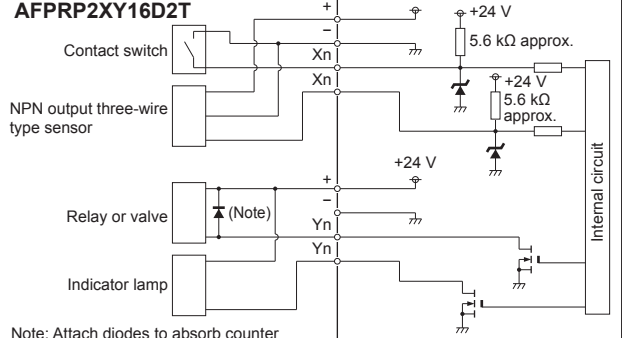 AFPRP2XY16D2T
+
+24 V
−
Contact switch
5.6 kΩ approx.
Xn
Xn
+24 V
5.6 kΩ
approx.
NPN output three-wire
type sensor
+24 V
+
−
(Note)
Relay or valve
Yn
Yn
Internal circuit
Indicator lamp
Note: Attach diodes to absorb counter